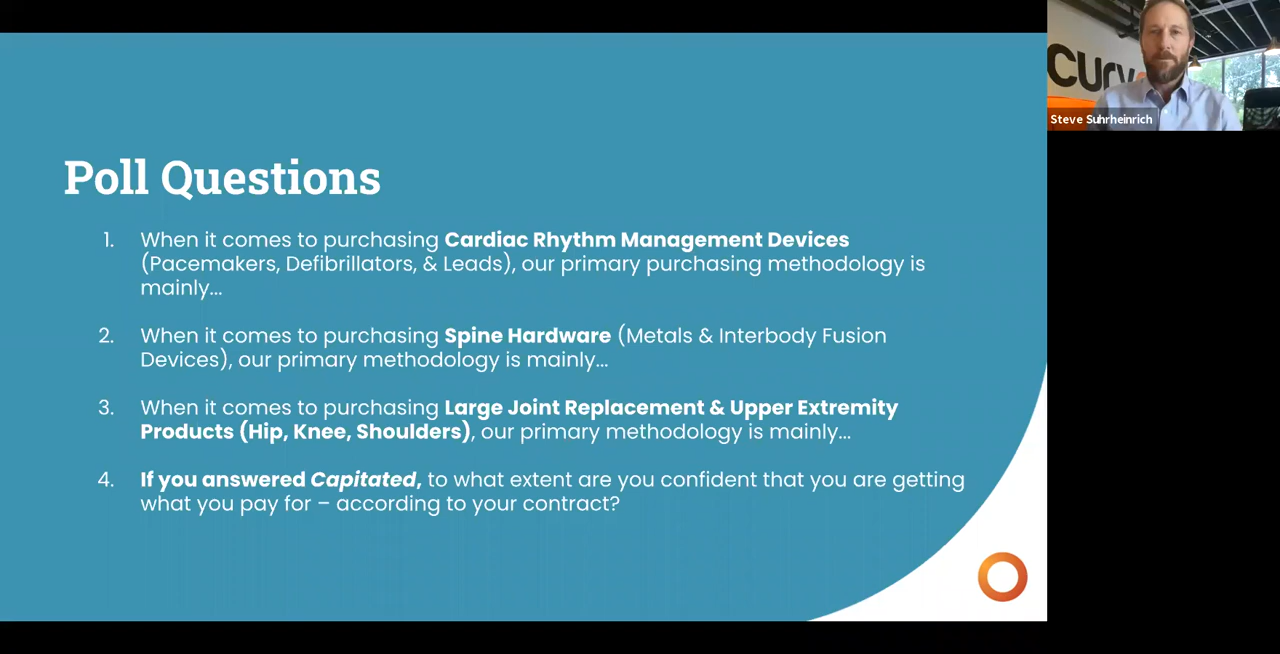 Poll Questions
1. When it comes to purchasing Cardiac Rhythm Management Devices
(Pacemakers, Defibrillators, & Leads), our primary purchasing methodology is
mainly...
2. When it comes to purchasing Spine Hardware (Metals & Interbody Fusion
Devices), our primary methodology is mainly...
3. When it comes to purchasing Large Joint Replacement & Upper Extremity
Products (Hip, Knee, Shoulders), our primary methodology is mainly...
4. If you answered Capitated, to what extent are you confident that you are getting
what you pay for – according to your contract?
curv
Steve Suhrheinrich